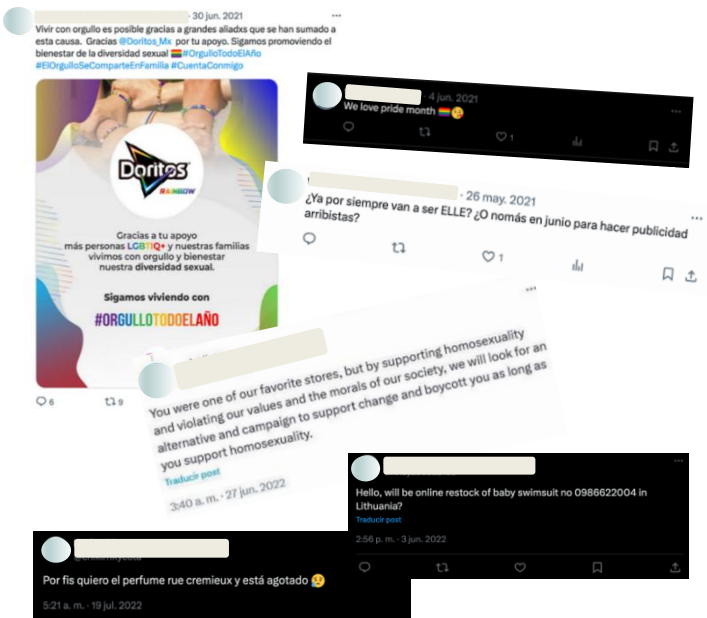 · 30 jun. 2021
Vivir con orgullo es posible gracias a grandes aliadxs que se han sumado a
esta causa. Gracias @Doritos_Mx por tu apoyo. Sigamos promoviendo el
bienestar de la diversidad sexual 🏳️‍🌈#OrgulloTodoElAño
#ElOrgulloSeComparteEnFamilia #CuentaConmigo
Doritos
RAINBOW
Gracias a tu apoyo
más personas LGBTIQ+ y nuestras familias
vivimos con orgullo y bienestar
nuestra diversidad sexual.
Sigamos viviendo con
#ORGULLOTODOELAÑO
6
9
· 4 jun. 2021
We love pride month 🏳️‍🌈😘
1
· 26 may. 2021
¿Ya por siempre van a ser ELLE? ¿O nomás en junio para hacer publicidad
arribistas?
1
You were one of our favorite stores, but by supporting homosexuality
and violating our values and the morals of our society, we will look for an
alternative and campaign to support change and boycott you as long as
you support homosexuality.
Traducir post
3:40 a. m. · 27 jun. 2022
Hello, will be online restock of baby swimsuit no 0986622004 in
Lithuania?
Traducir post
2:56 p. m. · 3 jun. 2022
Por fis quiero el perfume rue cremieux y está agotado 😢
5:21 a. m. · 19 jul. 2022